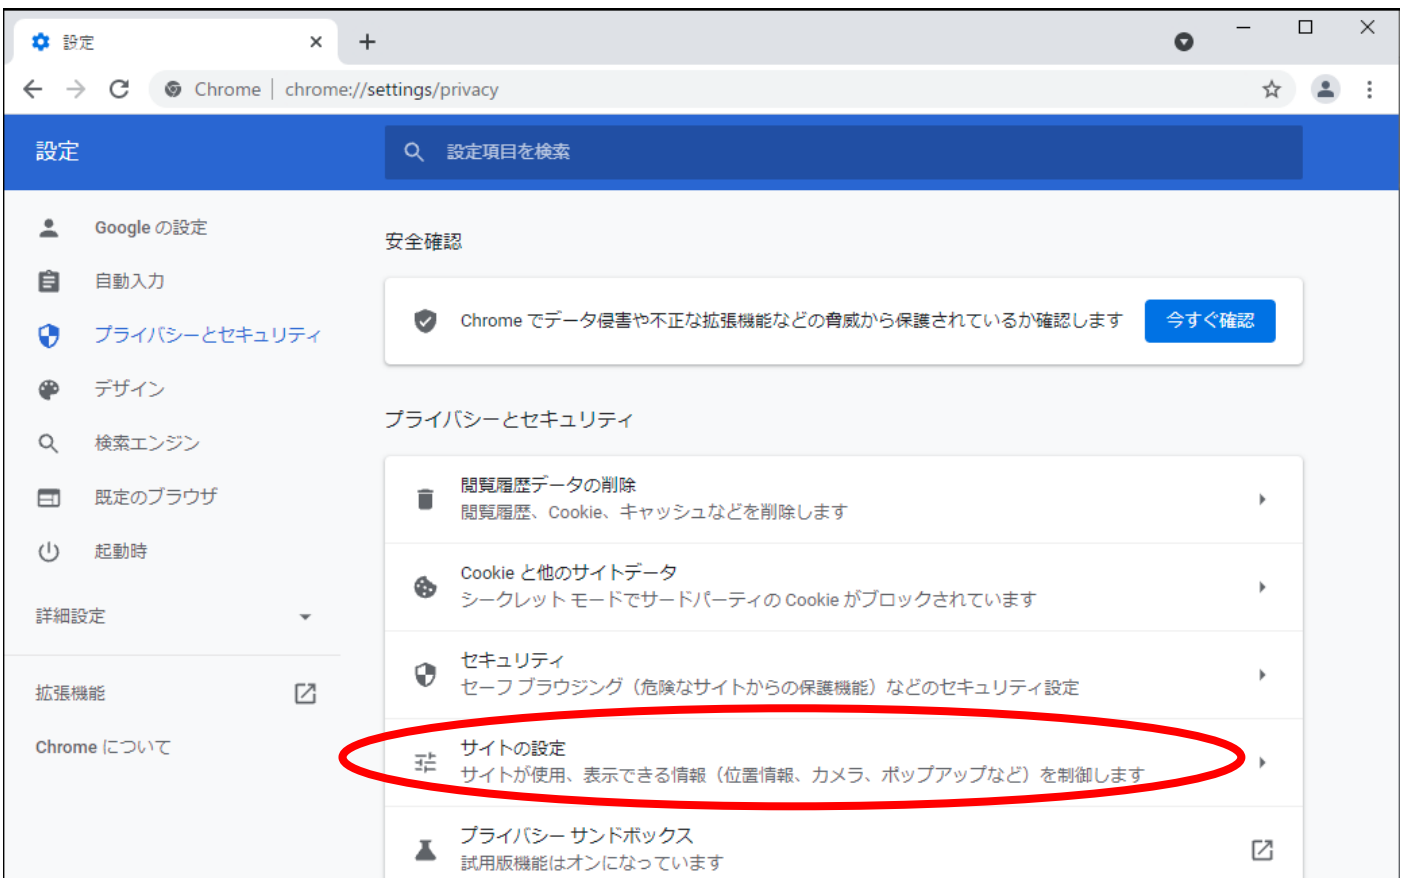 設定
Chrome | chrome://settings/privacy
設定
設定項目を検索
Google の設定
自動入力
プライバシーとセキュリティ
デザイン
検索エンジン
既定のブラウザ
起動時
詳細設定
拡張機能
Chrome について
安全確認
Chrome でデータ侵害や不正な拡張機能などの脅威から保護されているか確認します
今すぐ確認
プライバシーとセキュリティ
閲覧履歴データの削除
閲覧履歴、Cookie、キャッシュなどを削除します
Cookie と他のサイトデータ
シークレット モードでサードパーティの Cookie がブロックされています
セキュリティ
セーフ ブラウジング（危険なサイトからの保護機能）などのセキュリティ設定
サイトの設定
サイトが使用、表示できる情報（位置情報、カメラ、ポップアップなど）を制御します
プライバシー サンドボックス
試用版機能はオンになっています